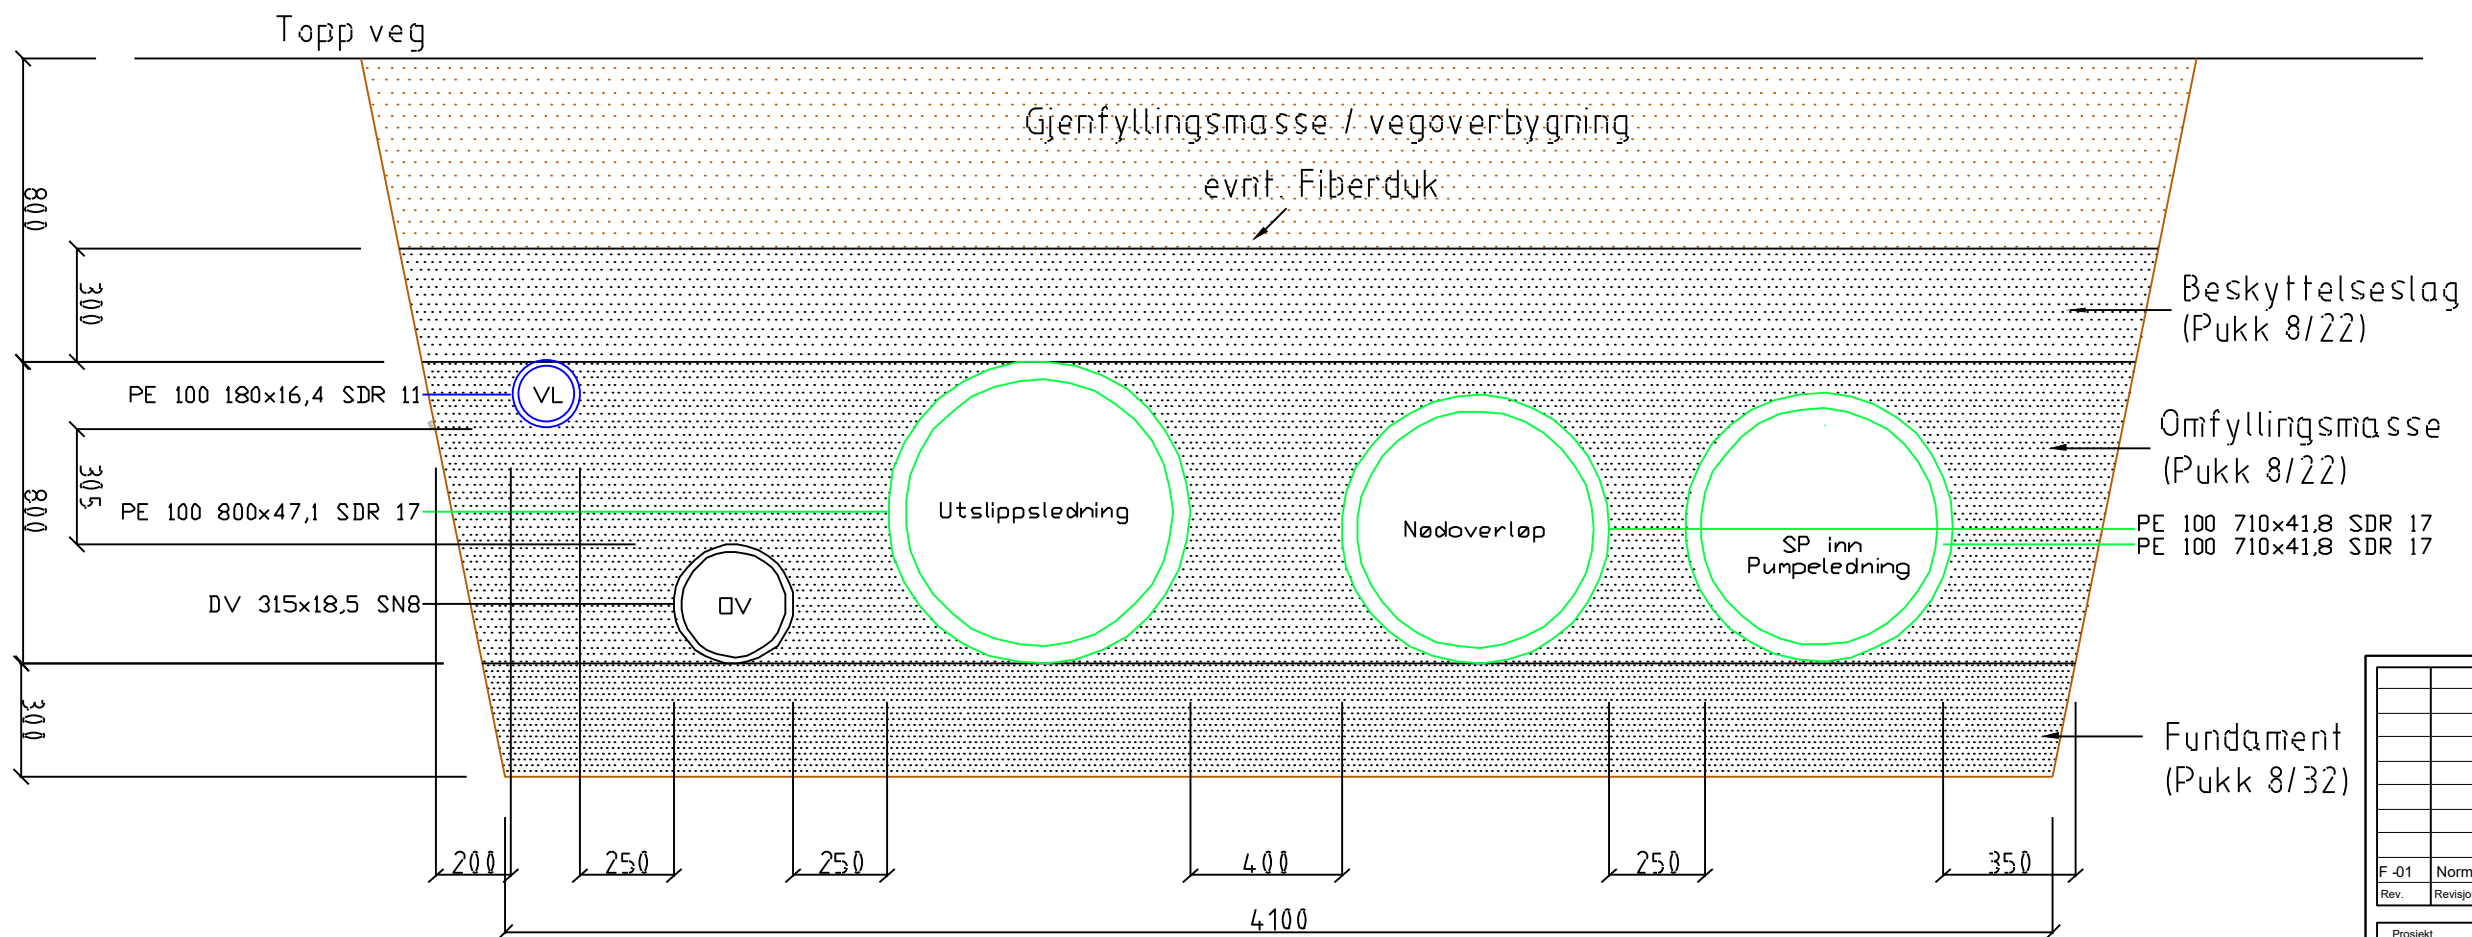 Topp veg
Gjenfyllingsmasse / vegoverbygning
evnt. Fiberduk
800
300
Beskyttelseslag
(Pukk 8/22)
PE 100 180x16,4 SDR 11
VL
Omfyllingsmasse
(Pukk 8/22)
305
800
PE 100 800x47,1 SDR 17
Utslippsledning
Nødoverløp
SP inn
Pumpeledning
PE 100 710x41,8 SDR 17
PE 100 710x41,8 SDR 17
DV 315x18,5 SN8
OV
300
Fundament
(Pukk 8/32)
200
250
250
400
250
350
4100
F -01
Rev.
Prosjekt